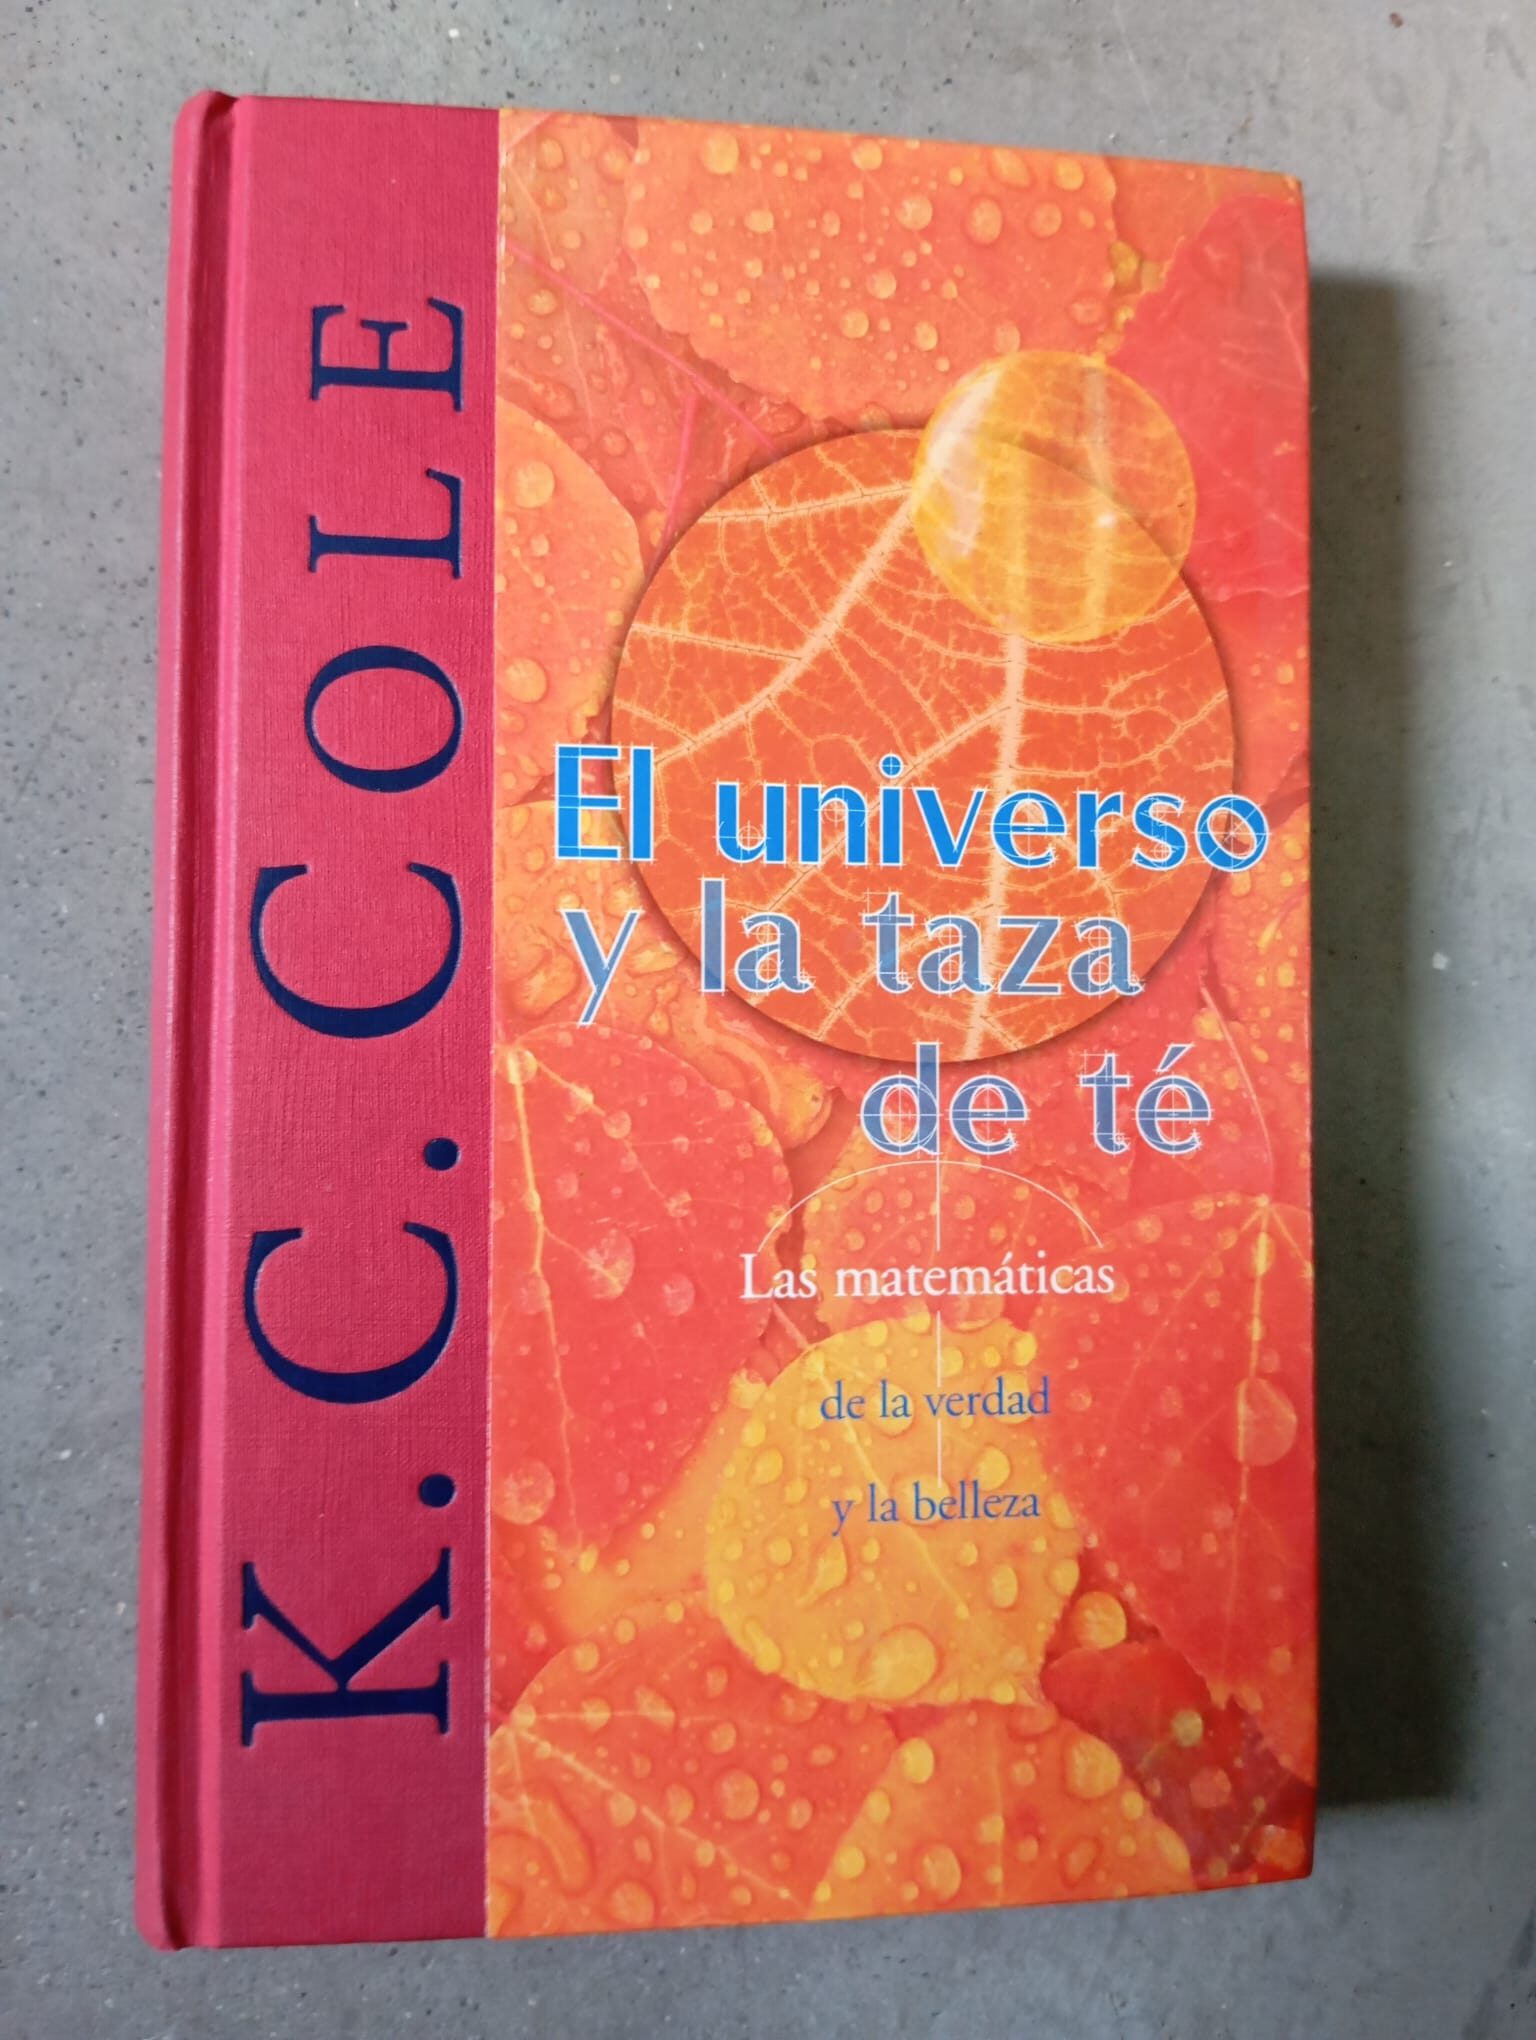 K. C. COLE
El universo
y la taza
de té
Las matemáticas
de la verdad
y la belleza